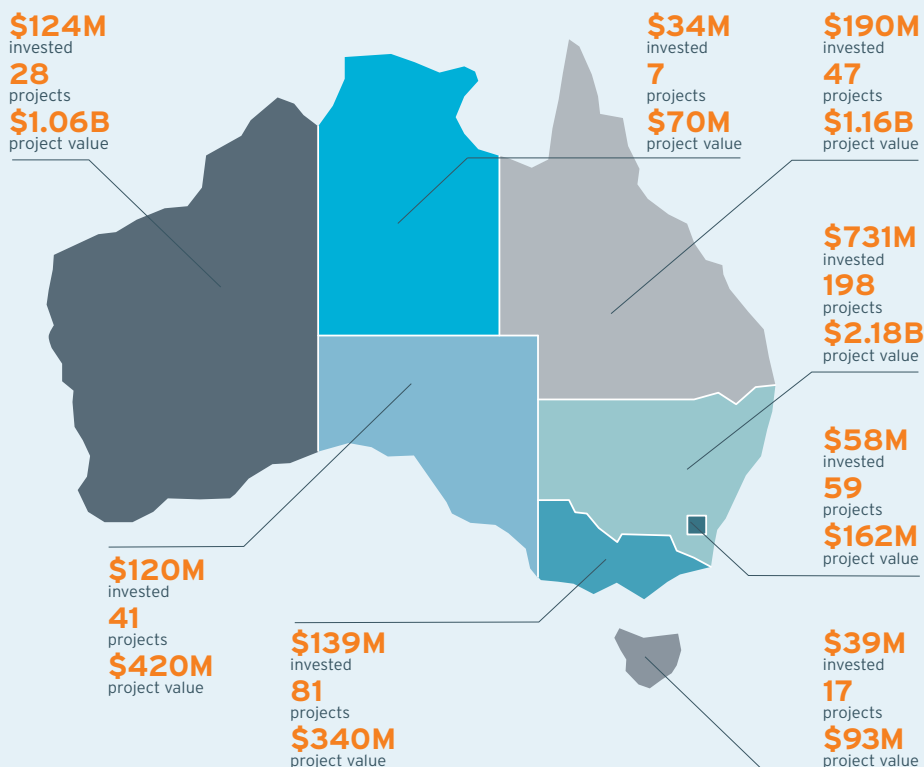 $124M
invested
28
projects
$1.06B
project value
$34M
invested
7
projects
$70M
project value
$190M
invested
47
projects
$1.16B
project value
$731M
invested
198
projects
$2.18B
project value
$58M
invested
59
projects
$162M
project value
$120M
invested
41
projects
$420M
project value
$139M
invested
81
projects
$340M
project value
$39M
invested
17
projects
$93M
project value